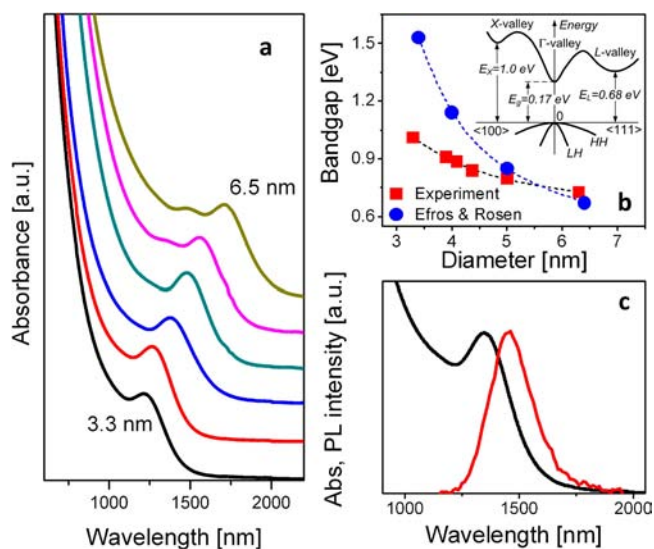 a
6.5 nm
3.3 nm
Absorbance [a.u.]
1000 1500 2000
Wavelength [nm]
Bandgap [eV]
1.5
1.2
0.9
0.6
X-valley
Energy
Γ-valley
L-valley
E_X=1.0 eV
E_g=0.17 eV
E_L=0.68 eV
0
<100>
<111>
HH
LH
Experiment
Efros & Rosen
b
3 4 5 6 7
Diameter [nm]
c
Abs, PL intensity [a.u.]
1000 1500 2000
Wavelength [nm]